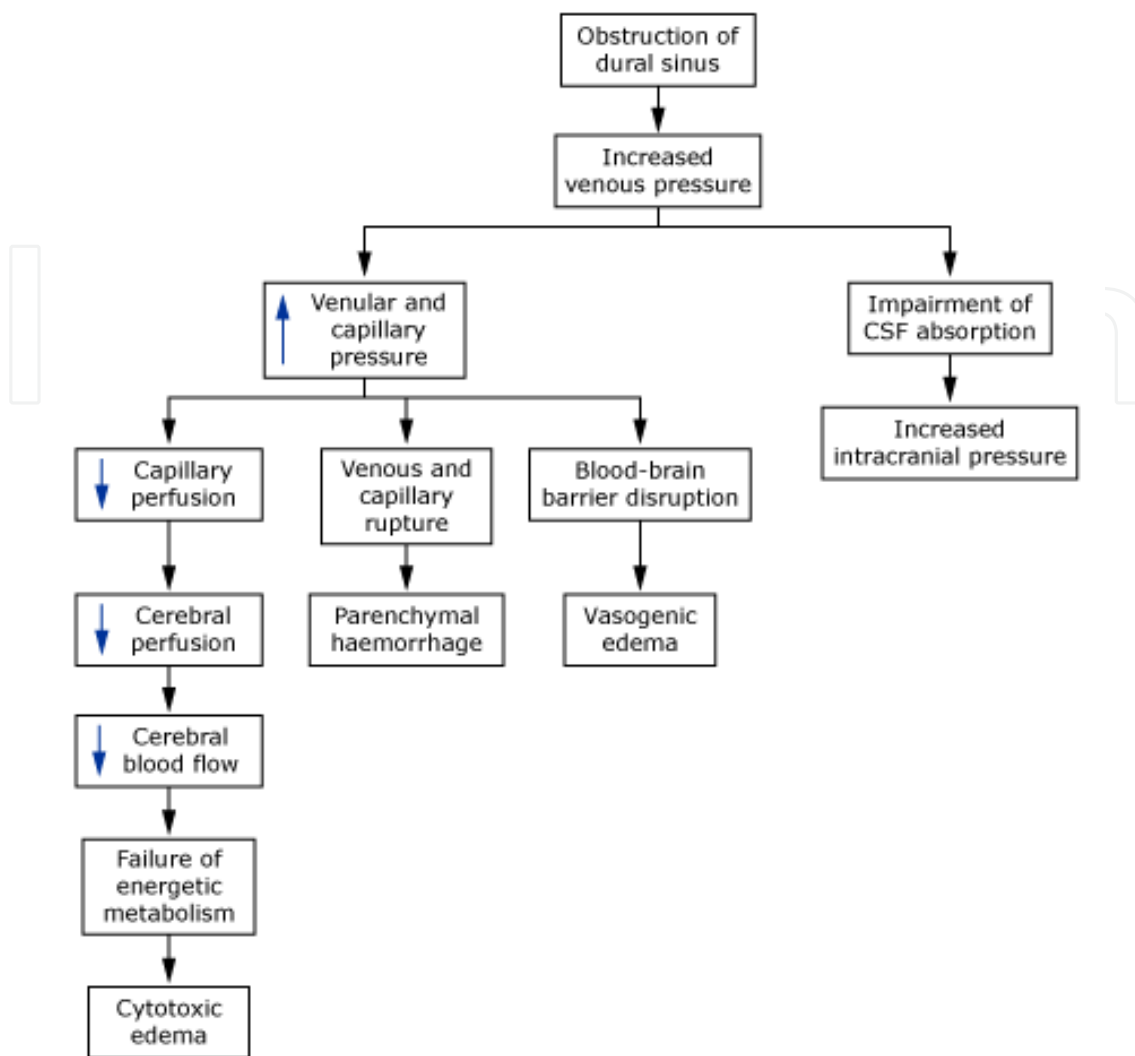 Obstruction of
dural sinus
Increased
venous pressure
Venular and
capillary
pressure
Impairment of
CSF absorption
Capillary
perfusion
Venous and
capillary
rupture
Blood-brain
barrier disruption
Increased
intracranial pressure
Cerebral
perfusion
Parenchymal
haemorrhage
Vasogenic
edema
Cerebral
blood flow
Failure of
energetic
metabolism
Cytotoxic
edema